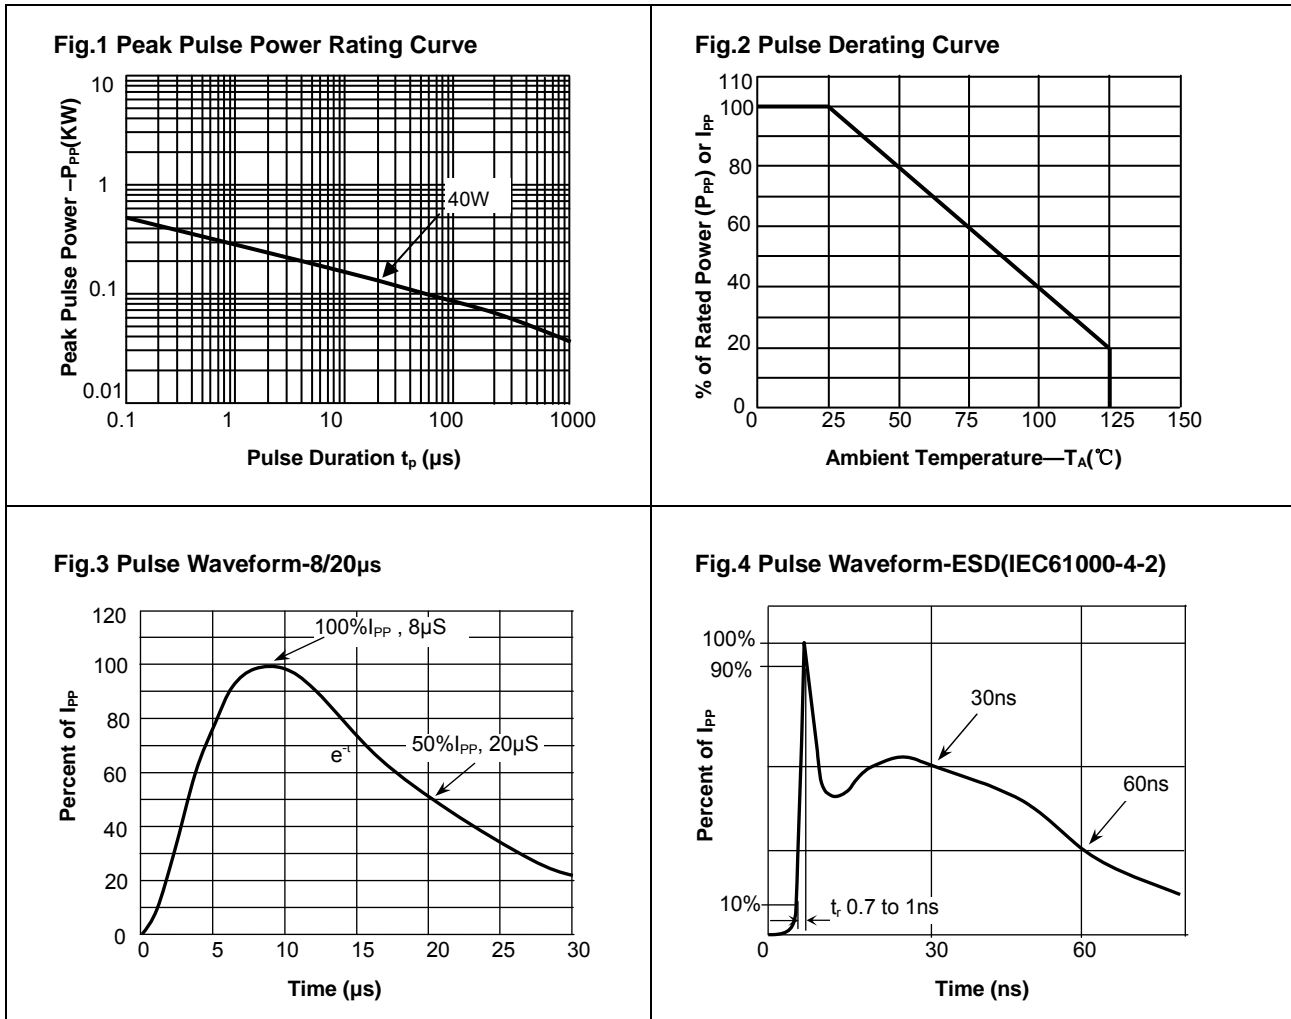 Fig.1 Peak Pulse Power Rating Curve
Peak Pulse Power –PPP(KW)
10
1
0.1
0.01
40W
0.1 1 10 100 1000
Pulse Duration tp (µs)
Fig.2 Pulse Derating Curve
% of Rated Power (PPP) or IPP
110
100
80
60
40
20
0
25 50 75 100 125 150
Ambient Temperature—TA(℃)
Fig.3 Pulse Waveform-8/20µs
Percent of IPP
120
100
80
60
40
20
0
100%IPP , 8µS
50%IPP, 20µS
e-t
0 5 10 15 20 25 30
Time (µs)
Fig.4 Pulse Waveform-ESD(IEC61000-4-2)
Percent of IPP
100%
90%
10%
30ns
60ns
tr 0.7 to 1ns
0 30 60
Time (ns)